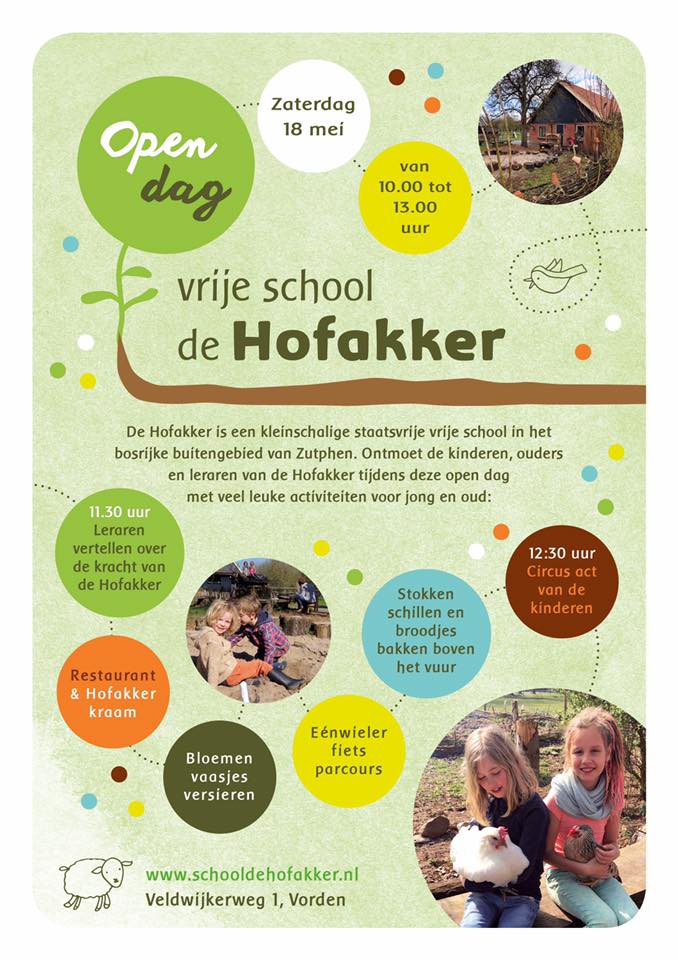 Open
dag
Zaterdag
18 mei
van
10.00 tot
13.00
uur
vrije school
de Hofakker
De Hofakker is een kleinschalige staatsvrije vrije school in het
bosrijke buitengebied van Zutphen. Ontmoet de kinderen, ouders
en leraren van de Hofakker tijdens deze open dag
met veel leuke activiteiten voor jong en oud:
11.30 uur
Leraren
vertellen over
de kracht van
de Hofakker
12:30 uur
Circus act
van de
kinderen
Stokken
schillen en
broodjes
bakken boven
het vuur
Restaurant
& Hofakker
kraam
Eénwieler
fiets
parcours
Bloemen
vaasjes
versieren
www.schooldehofakker.nl
Veldwijkerweg 1, Vorden